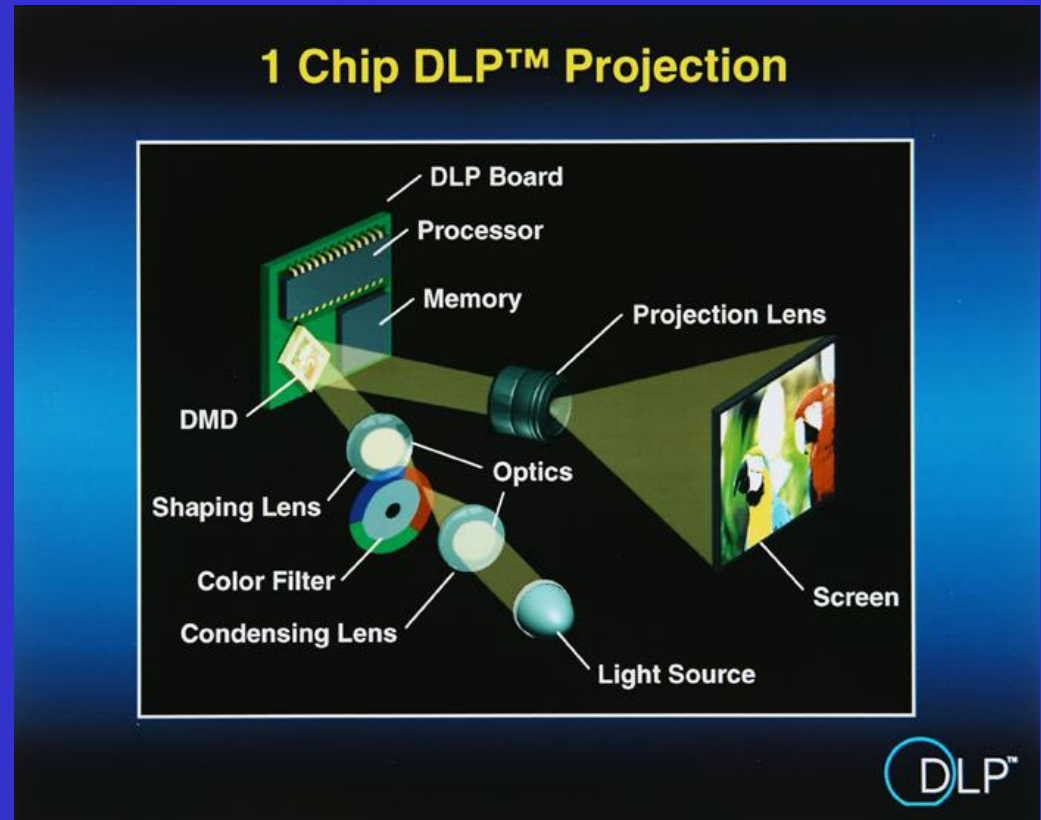 1 Chip DLP™ Projection
DLP Board
Processor
Memory
Projection Lens
DMD
Optics
Shaping Lens
Color Filter
Screen
Condensing Lens
Light Source
DLP™